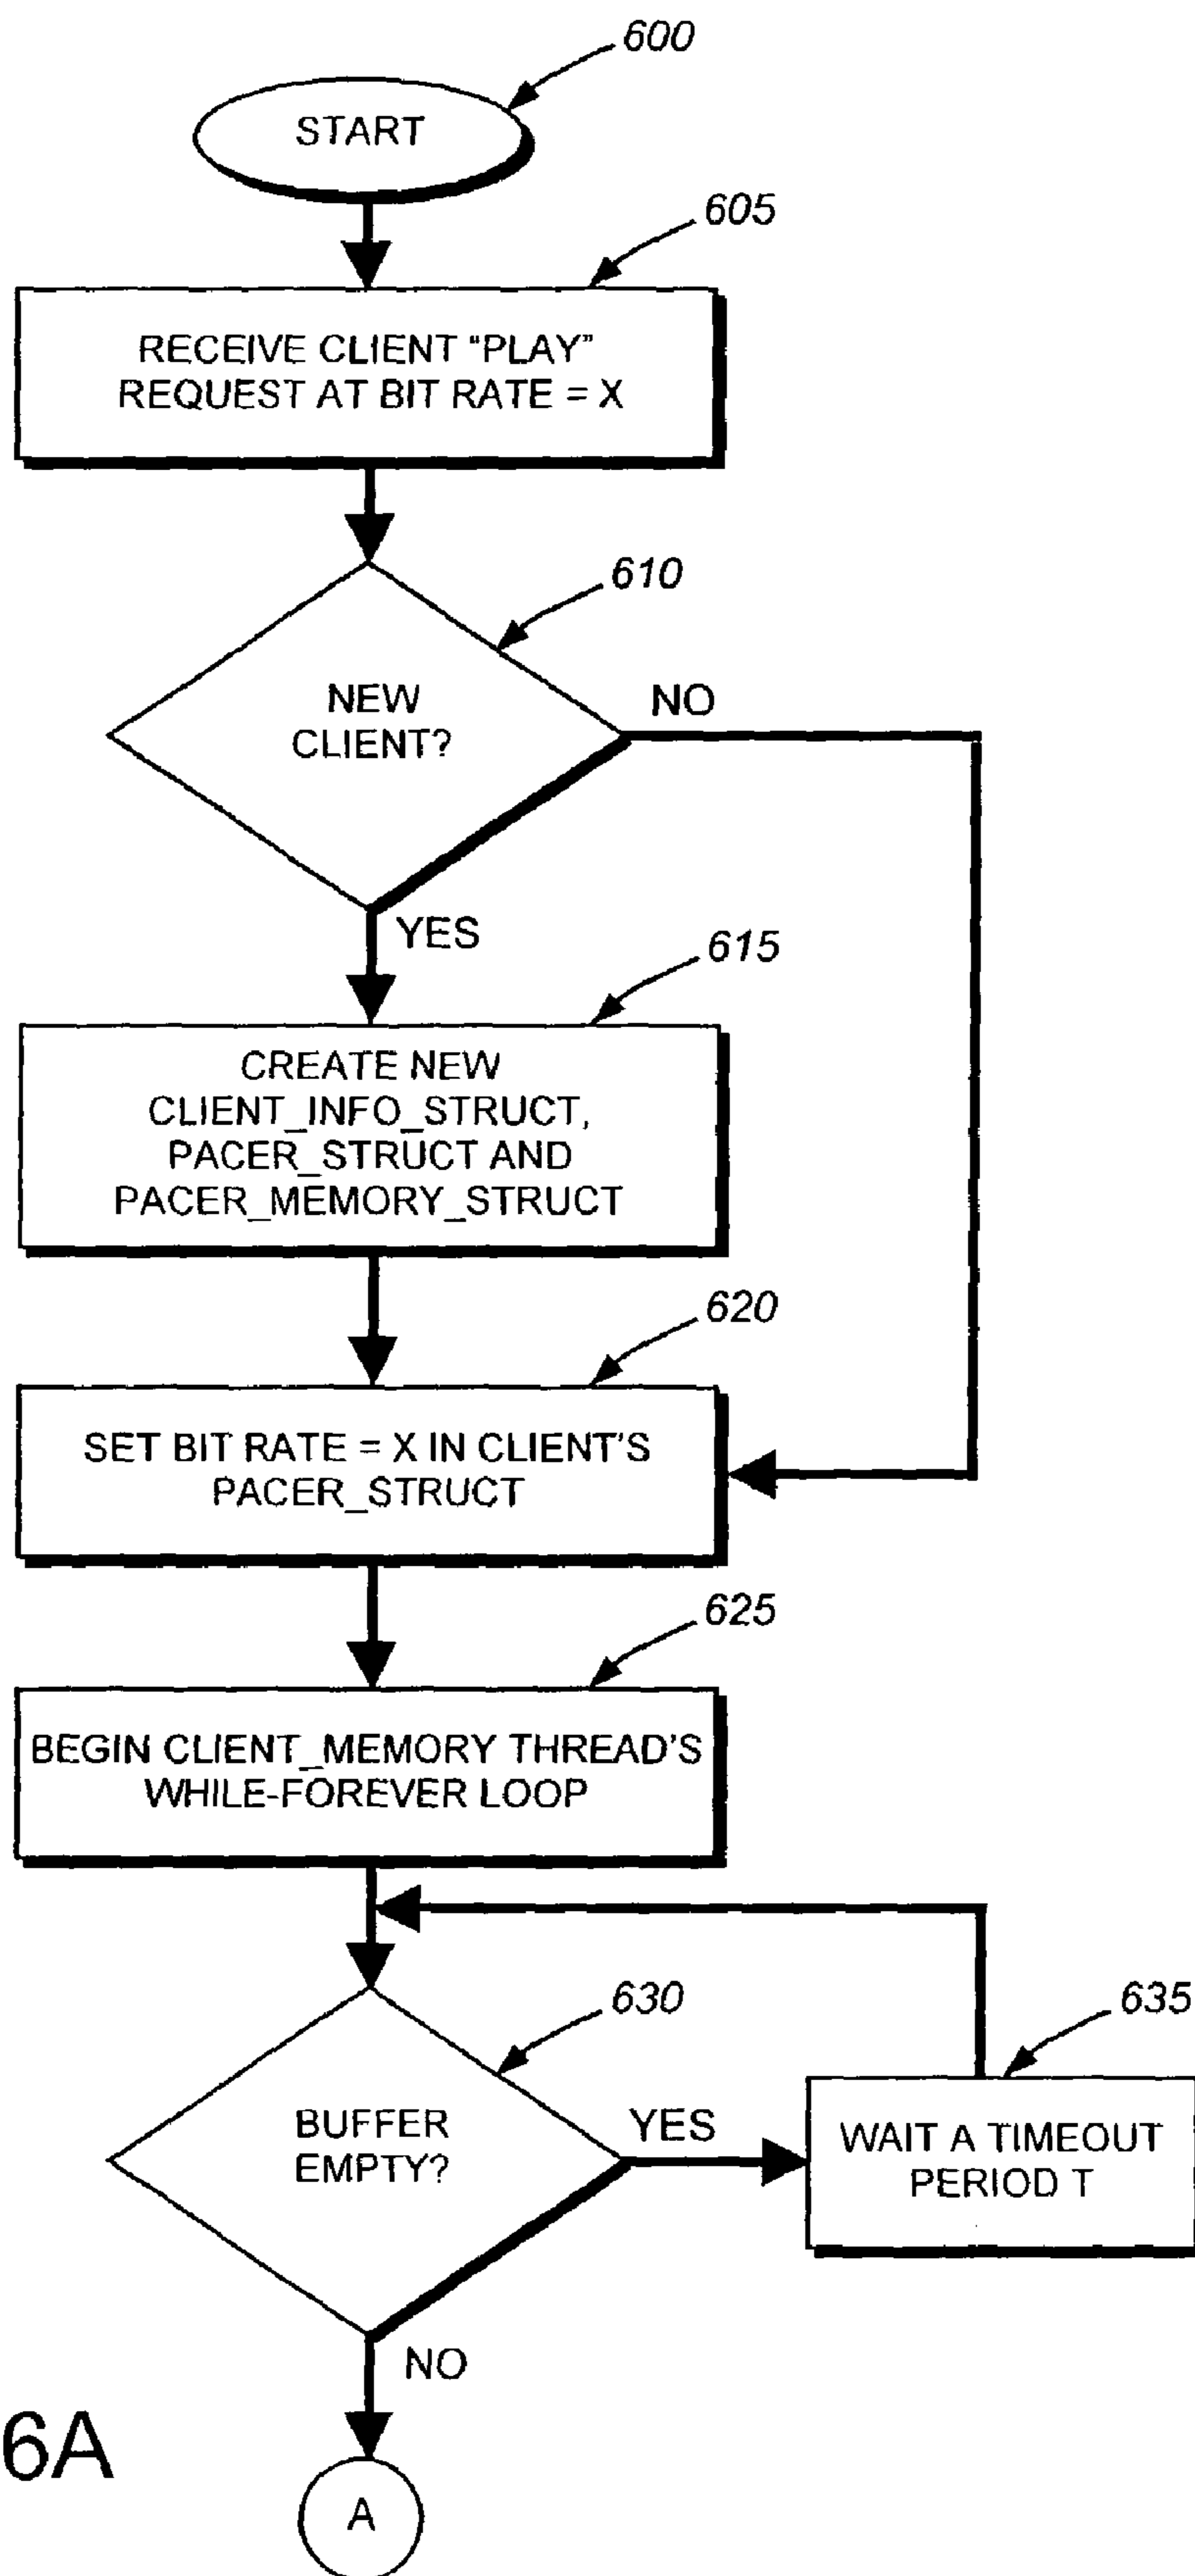 600
START
605
RECEIVE CLIENT “PLAY”
REQUEST AT BIT RATE = X
610
NEW
CLIENT?
NO
YES
615
CREATE NEW
CLIENT_INFO_STRUCT,
PACER_STRUCT AND
PACER_MEMORY_STRUCT
620
SET BIT RATE = X IN CLIENT’S
PACER_STRUCT
625
BEGIN CLIENT_MEMORY THREAD’S
WHILE-FOREVER LOOP
630
635
BUFFER
EMPTY?
YES
WAIT A TIMEOUT
PERIOD T
NO
6A
A